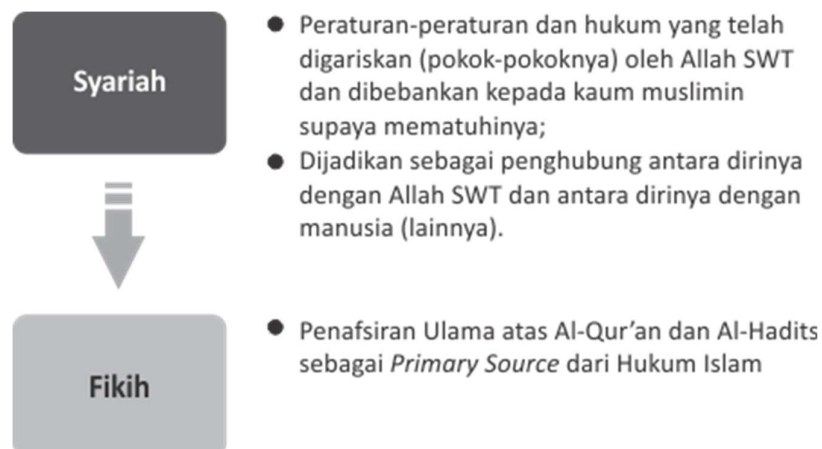 Syariah
● Peraturan-peraturan dan hukum yang telah
digariskan (pokok-pokoknya) oleh Allah SWT
dan dibebankan kepada kaum muslimin
supaya mematuhinya;
● Dijadikan sebagai penghubung antara dirinya
dengan Allah SWT dan antara dirinya dengan
manusia (lainnya).
Fikih
● Penafsiran Ulama atas Al-Qur’an dan Al-Hadits
sebagai Primary Source dari Hukum Islam